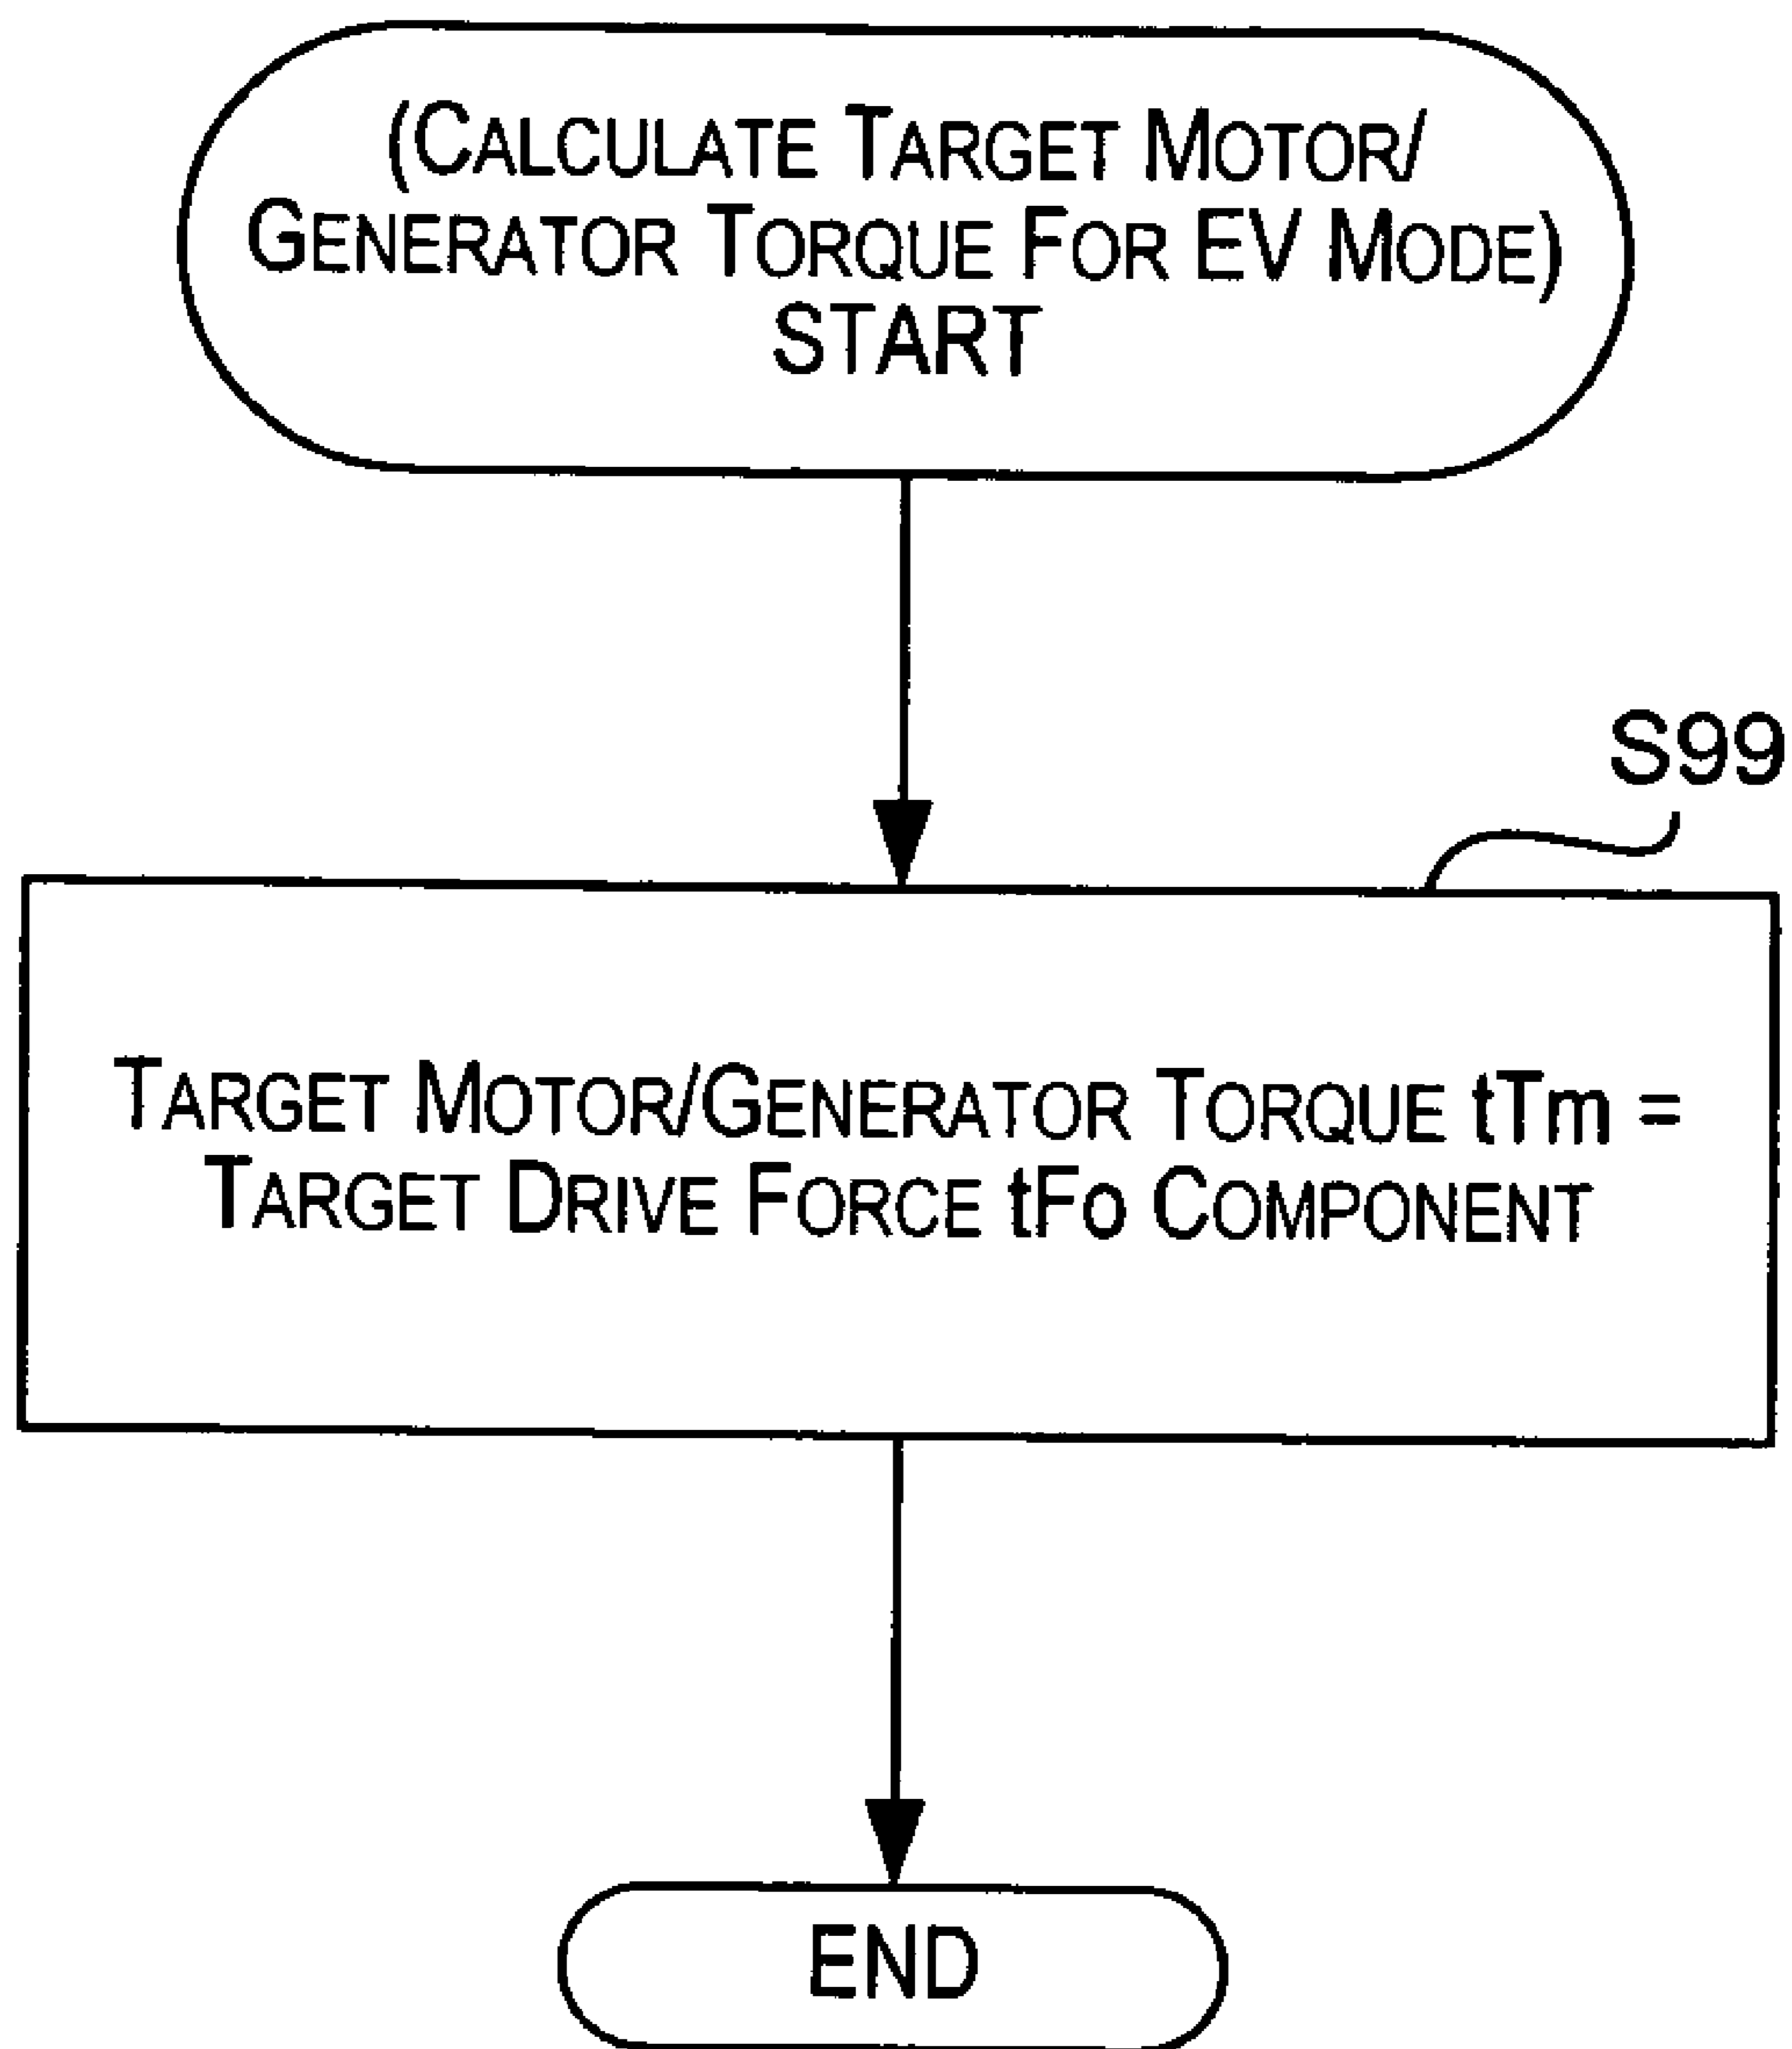 (CALCULATE TARGET MOTOR/
GENERATOR TORQUE FOR EV MODE)
START
S99
TARGET MOTOR/GENERATOR TORQUE tTm =
TARGET DRIVE FORCE tFo COMPONENT
END